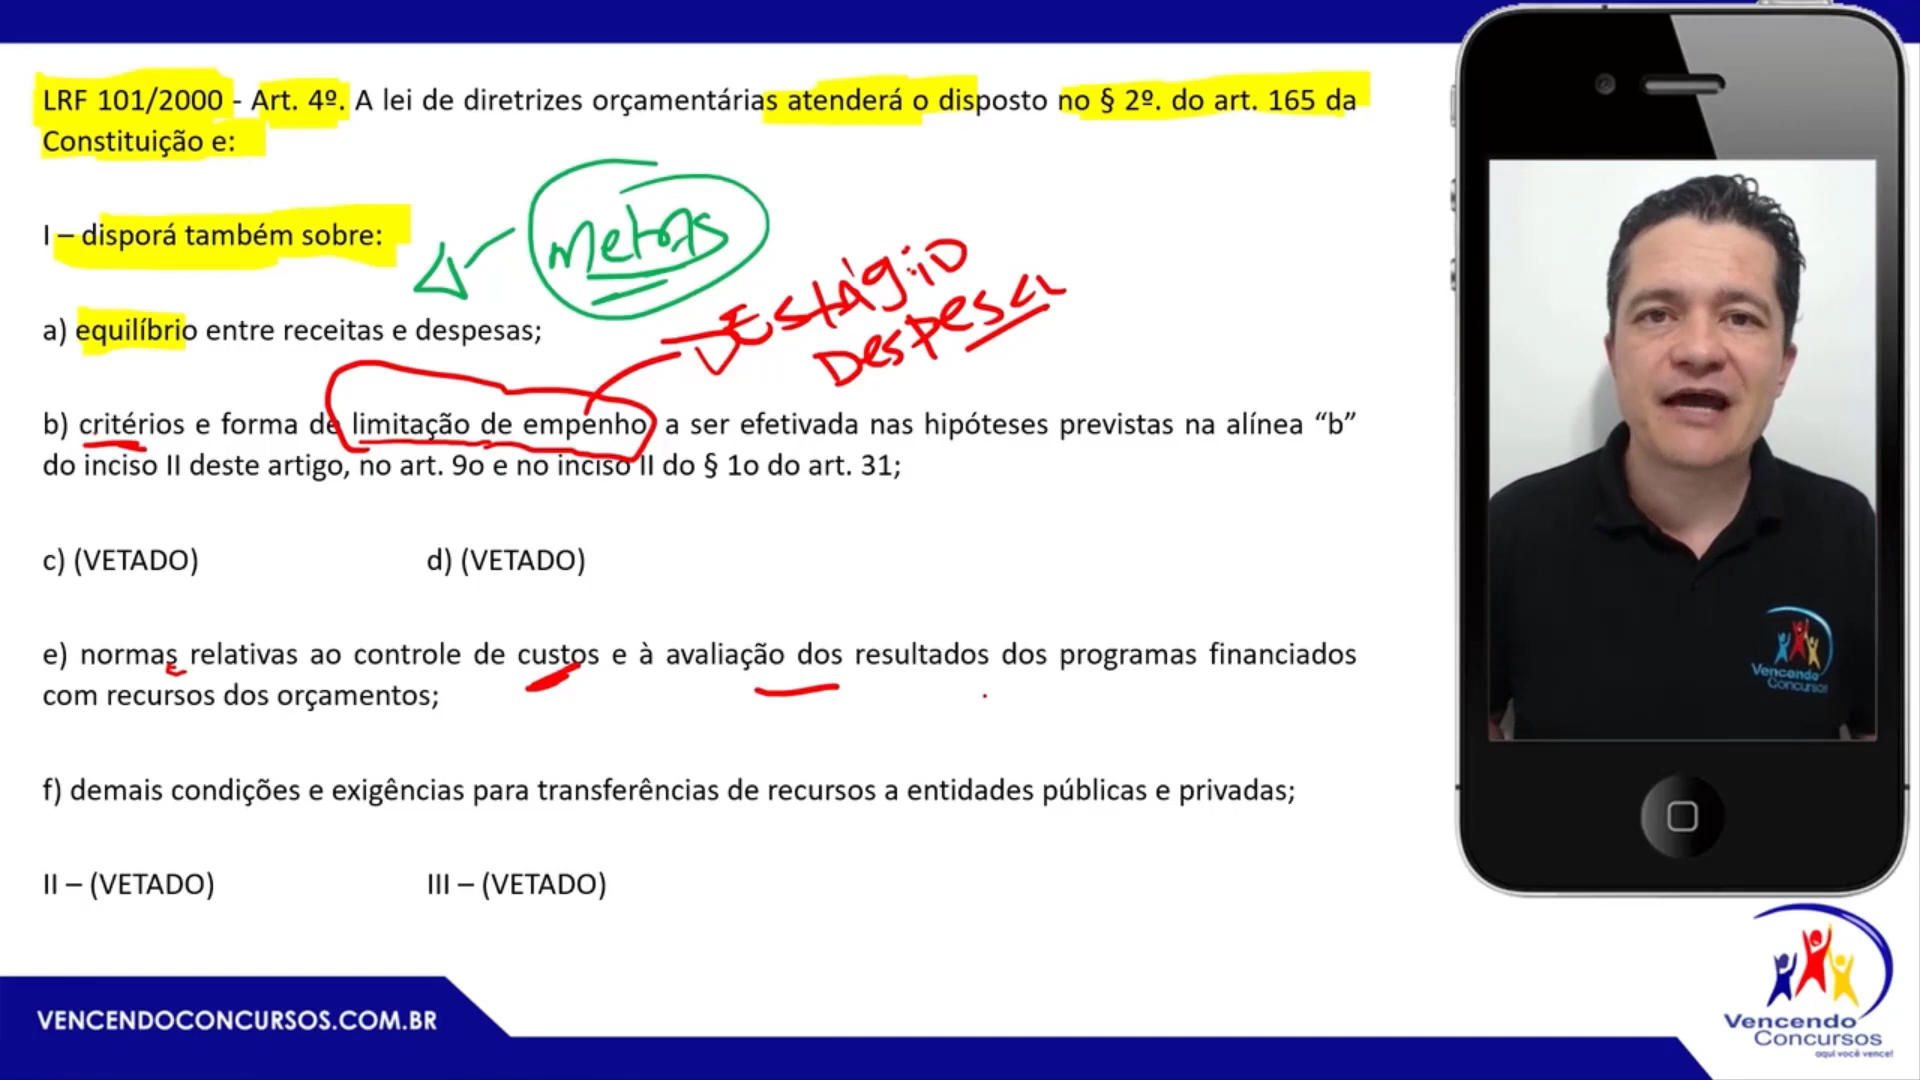 LRF 101/2000 - Art. 4º. A lei de diretrizes orçamentárias atenderá o disposto no § 2º. do art. 165 da
Constituição e:
I – disporá também sobre:
metas
Estágio
Despesa
a) equilíbrio entre receitas e despesas;
b) critérios e forma de limitação de empenho, a ser efetivada nas hipóteses previstas na alínea “b”
do inciso II deste artigo, no art. 9o e no inciso II do § 1o do art. 31;
c) (VETADO) d) (VETADO)
e) normas relativas ao controle de custos e à avaliação dos resultados dos programas financiados
com recursos dos orçamentos;
f) demais condições e exigências para transferências de recursos a entidades públicas e privadas;
II – (VETADO) III – (VETADO)
Vencendo
Concursos
VENCENDOCONCURSOS.COM.BR
Vencendo
Concursos
aqui você vence!